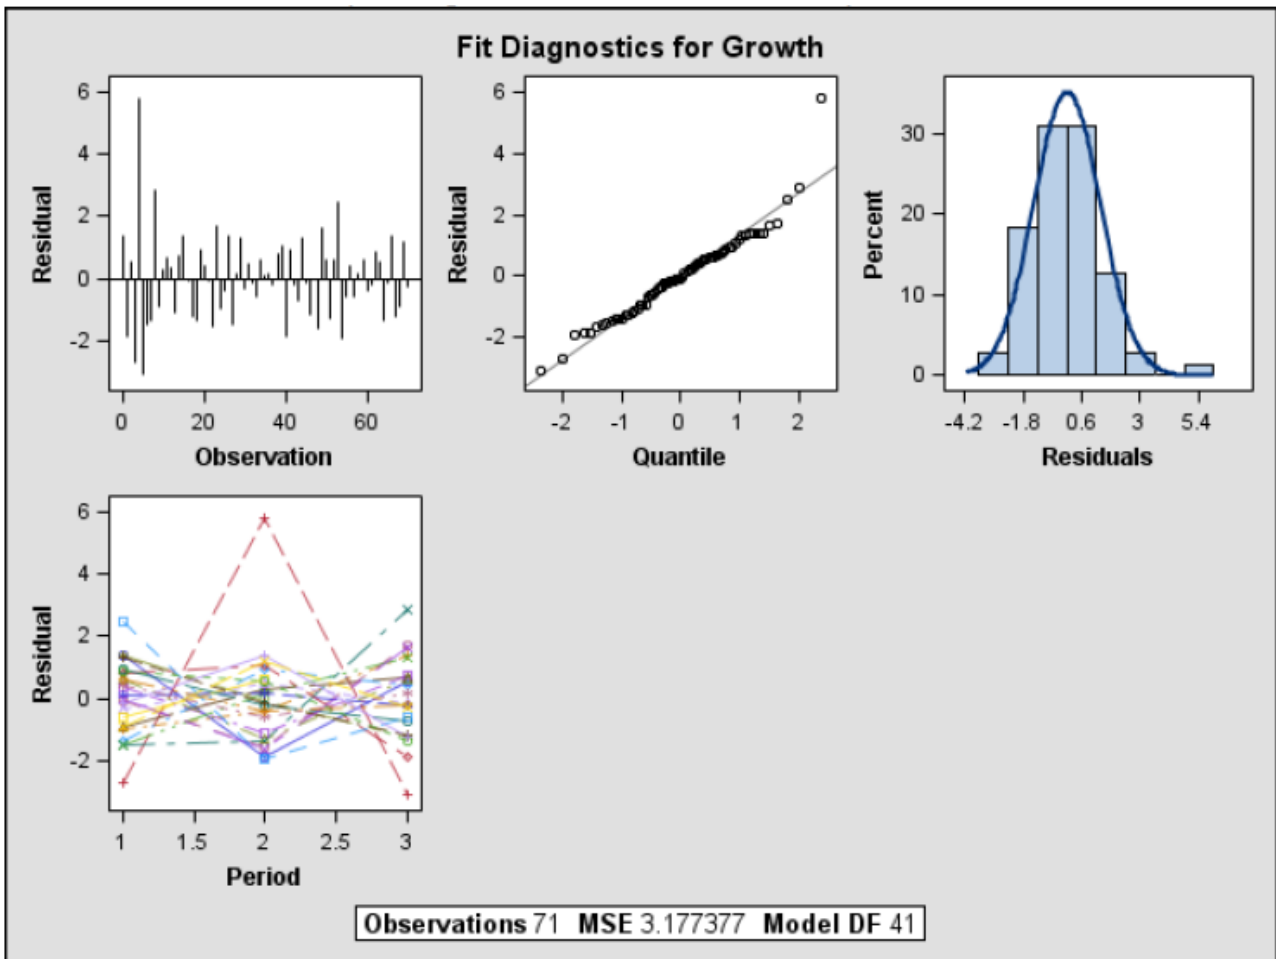 Fit Diagnostics for Growth
Residual
6
4
2
0
-2
0 20 40 60
Observation
Residual
6
4
2
0
-2
-2 -1 0 1 2
Quantile
Percent
30
20
10
0
-4.2 -1.8 0.6 3 5.4
Residuals
Residual
6
4
2
0
-2
1 1.5 2 2.5 3
Period
Observations 71 MSE 3.177377 Model DF 41